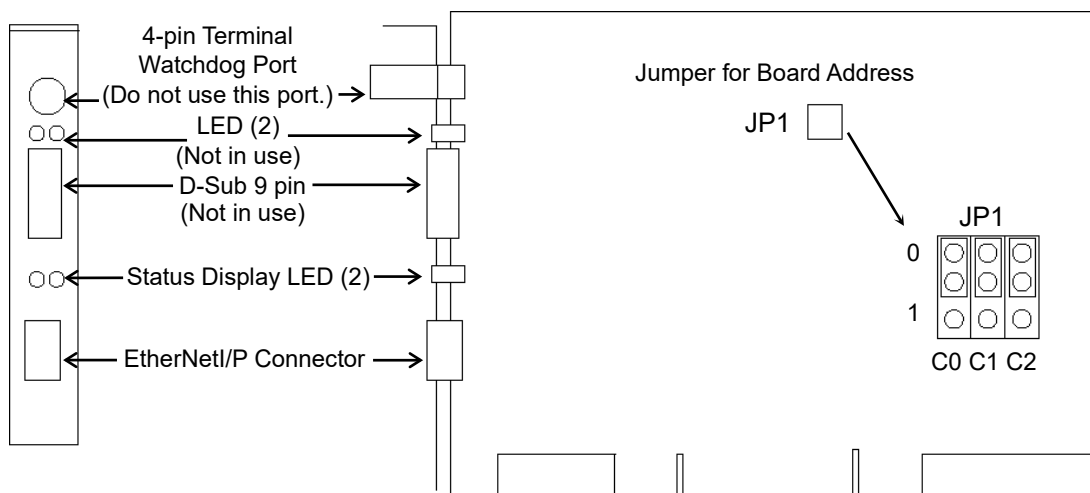 4-pin Terminal
Watchdog Port
(Do not use this port.)
LED (2)
(Not in use)
D-Sub 9 pin
(Not in use)
Status Display LED (2)
EtherNetI/P Connector
Jumper for Board Address
JP1
JP1
0
1
C0 C1 C2